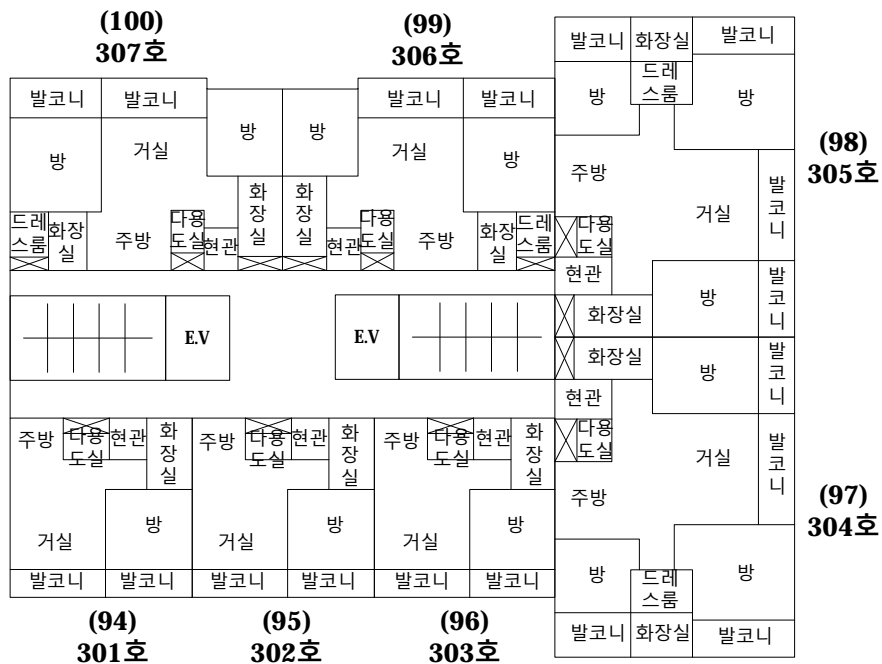 (100)
307호
(99)
306호
발코니 화장실 발코니
드레
스룸
방 방
발코니 발코니 발코니 발코니
방 방
방 거실 거실 방
(98)
305호
주방
발
코
니
거실
화
장
실
화
장
실
드레
스룸
화장
실
주방
다용
도실
현관
현관
다용
도실
주방
화장
실
드레
스룸
다용
도실
현관
방
발
코
니
화장실
E.V
E.V
화장실
방
발
코
니
현관
주방
다용
도실
현관
화
장
실
주방
다용
도실
현관
화
장
실
주방
다용
도실
현관
화
장
실
다용
도실
거실
발
코
니
주방
(97)
304호
방
거실
방
거실
방
거실
방
드레
스룸
방
발코니 발코니 발코니 발코니 발코니 발코니
발코니 화장실 발코니
(94)
301호
(95)
302호
(96)
303호